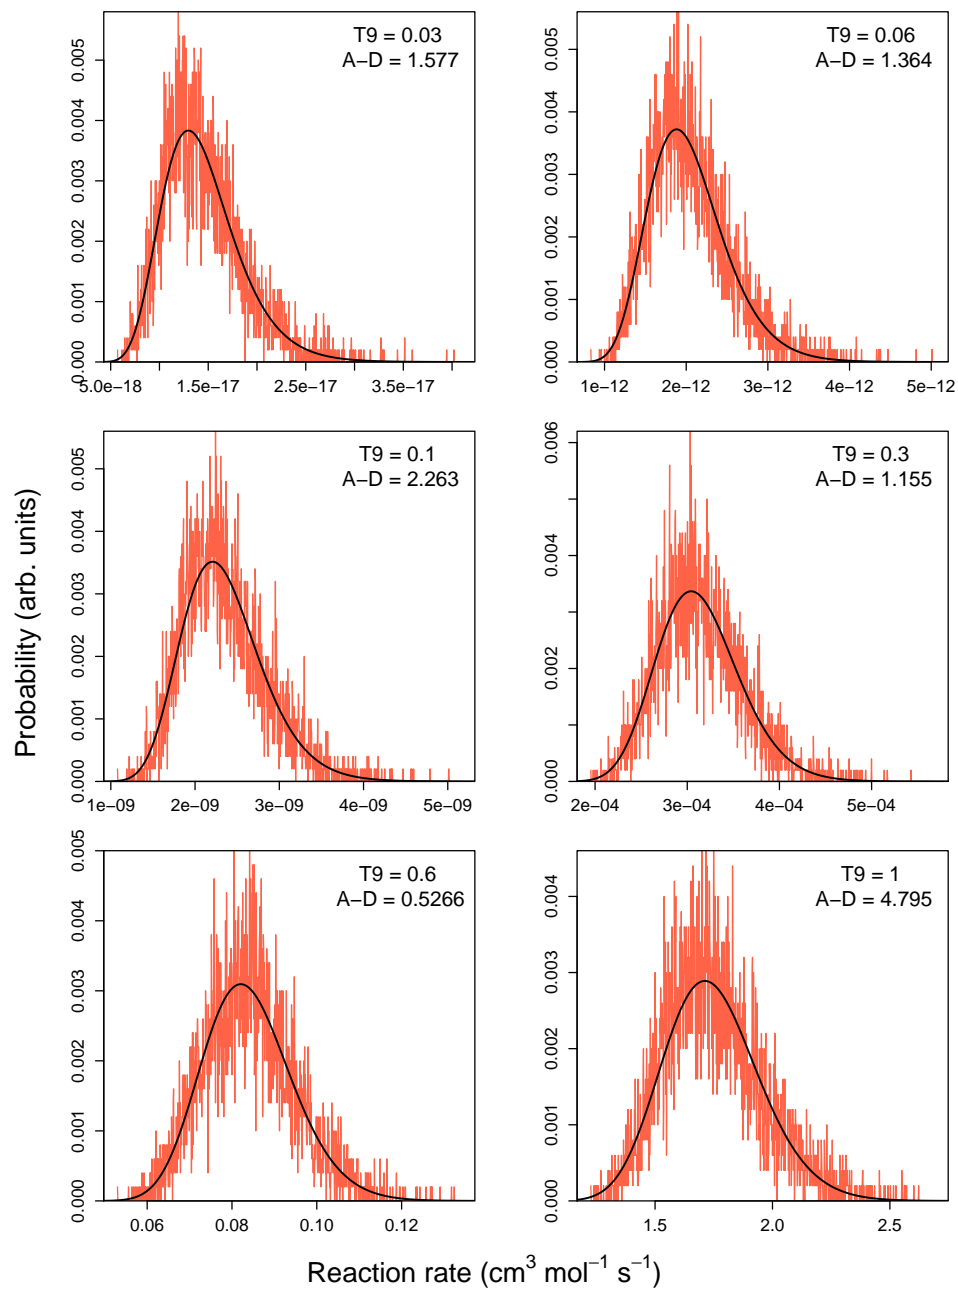 T9 = 0.03
A−D = 1.577
0.000
0.001
0.002
0.003
0.004
0.005
5.0e−18
1.5e−17
2.5e−17
3.5e−17
T9 = 0.06
A−D = 1.364
0.000
0.001
0.002
0.003
0.004
0.005
1e−12
2e−12
3e−12
4e−12
5e−12
T9 = 0.1
A−D = 2.263
0.000
0.001
0.002
0.003
0.004
0.005
1e−09
2e−09
3e−09
4e−09
5e−09
T9 = 0.3
A−D = 1.155
0.000
0.002
0.004
0.006
2e−04
3e−04
4e−04
5e−04
T9 = 0.6
A−D = 0.5266
0.000
0.001
0.002
0.003
0.004
0.005
0.06
0.08
0.10
0.12
T9 = 1
A−D = 4.795
0.000
0.001
0.002
0.003
0.004
1.5
2.0
2.5
Probability (arb. units)
Reaction rate (cm³ mol⁻¹ s⁻¹)